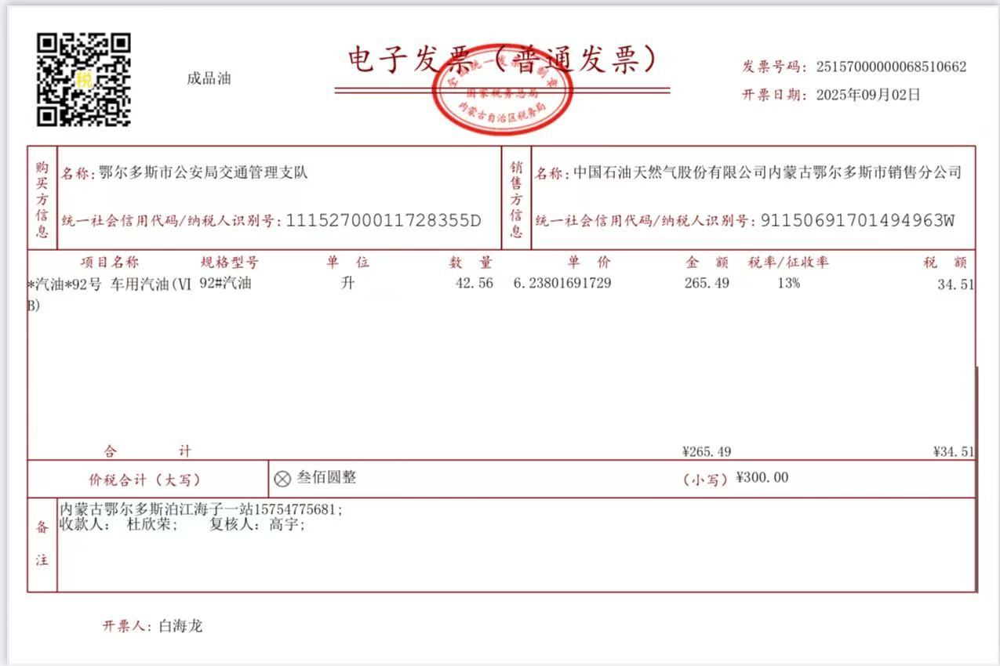 电子发票（普通发票）
全国统一发票监制章
国家税务总局
内蒙古自治区税务局
税
成品油
发票号码：25157000000068510662
开票日期：2025年09月02日
购买方信息
名称：鄂尔多斯市公安局交通管理支队
统一社会信用代码/纳税人识别号：11152700011728355D
销售方信息
名称：中国石油天然气股份有限公司内蒙古鄂尔多斯市销售分公司
统一社会信用代码/纳税人识别号：91150691701494963W
项目名称 规格型号 单 位 数 量 单 价 金 额 税率/征收率 税 额
*汽油*92号 车用汽油(VI 92#汽油 升 42.56 6.23801691729 265.49 13% 34.51
B)
合 计 ¥265.49 ¥34.51
价税合计（大写） 叁佰圆整 （小写）¥300.00
备注
内蒙古鄂尔多斯泊江海子一站15754775681;
收款人： 杜欣荣; 复核人：高宇;
开票人：白海龙